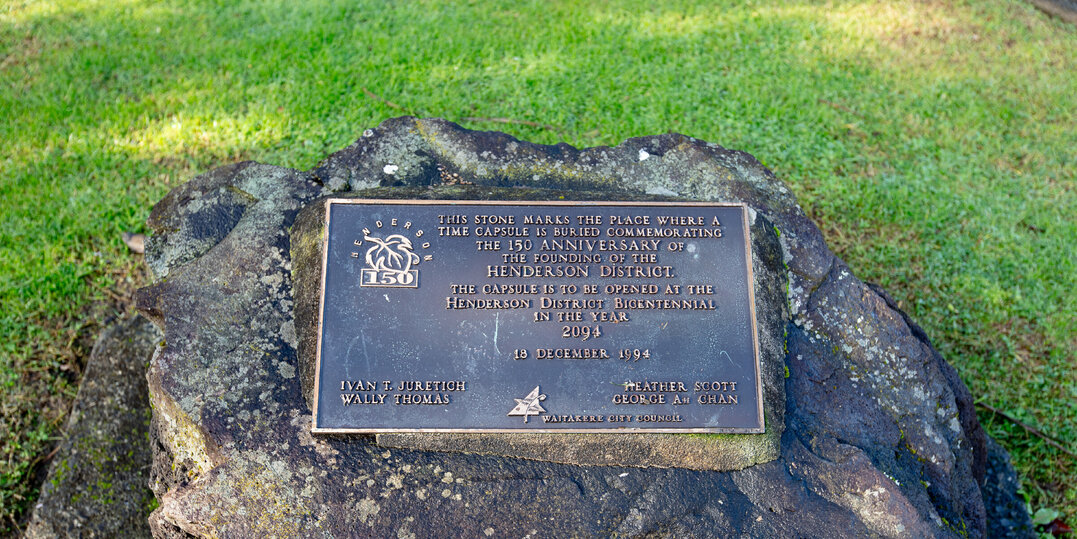 HENDERSON
150
THIS STONE MARKS THE PLACE WHERE A
TIME CAPSULE IS BURIED COMMEMORATING
THE 150 ANNIVERSARY OF
THE FOUNDING OF THE
HENDERSON DISTRICT.
THE CAPSULE IS TO BE OPENED AT THE
HENDERSON DISTRICT BICENTENNIAL
IN THE YEAR
2094
18 DECEMBER 1994
IVAN T. JURETICH
WALLY THOMAS
HEATHER SCOTT
GEORGE AH CHAN
WAITAKERE CITY COUNCIL